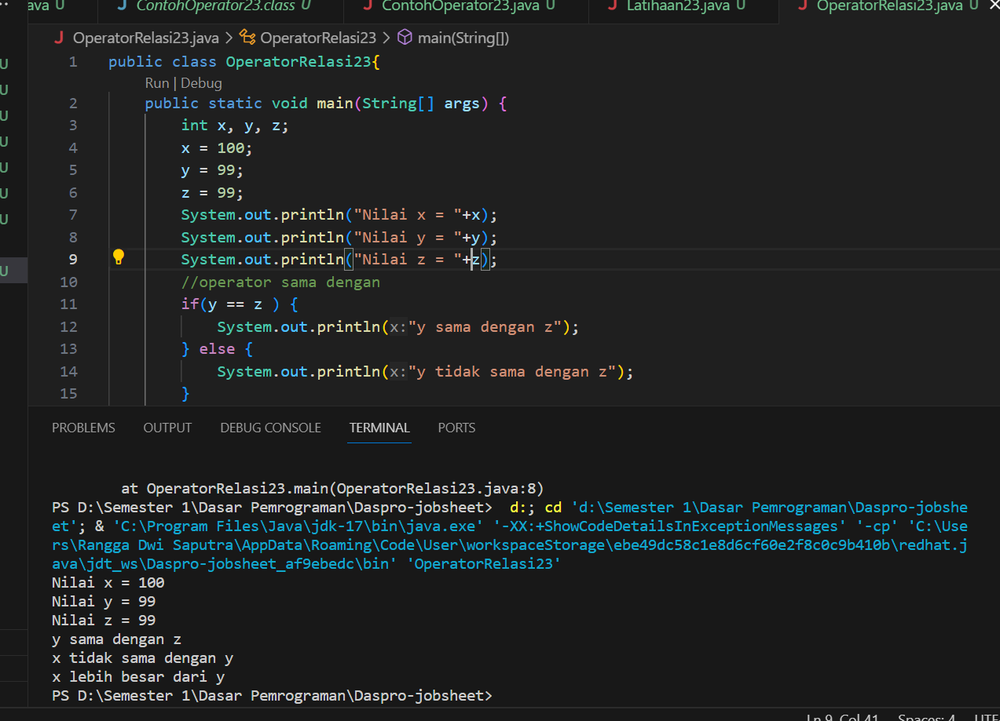 ava U ContohOperator23.class U ContohOperator23.java U Latihaan23.java U OperatorRelasi23.java U
OperatorRelasi23.java > OperatorRelasi23 > main(String[])
1 public class OperatorRelasi23{
Run | Debug
2 public static void main(String[] args) {
3 int x, y, z;
4 x = 100;
5 y = 99;
6 z = 99;
7 System.out.println("Nilai x = "+x);
8 System.out.println("Nilai y = "+y);
9 System.out.println("Nilai z = "+z);
10 //operator sama dengan
11 if(y == z ) {
12 System.out.println(x:"y sama dengan z");
13 } else {
14 System.out.println(x:"y tidak sama dengan z");
15 }
U
U
U
U
U
U
U
U
PROBLEMS OUTPUT DEBUG CONSOLE TERMINAL PORTS
at OperatorRelasi23.main(OperatorRelasi23.java:8)
PS D:\Semester 1\Dasar Pemrograman\Daspro-jobsheet> d:; cd 'd:\Semester 1\Dasar Pemrograman\Daspro-jobshe
et'; & 'C:\Program Files\Java\jdk-17\bin\java.exe' '-XX:+ShowCodeDetailsInExceptionMessages' '-cp' 'C:\Use
rs\Rangga Dwi Saputra\AppData\Roaming\Code\User\workspaceStorage\ebe49dc58c1e8d6cf60e2f8c0c9b410b\redhat.j
ava\jdt_ws\Daspro-jobsheet_af9ebedc\bin' 'OperatorRelasi23'
Nilai x = 100
Nilai y = 99
Nilai z = 99
y sama dengan z
x tidak sama dengan y
x lebih besar dari y
PS D:\Semester 1\Dasar Pemrograman\Daspro-jobsheet>
Ln 9, Col 41 Spaces: 4 UTF